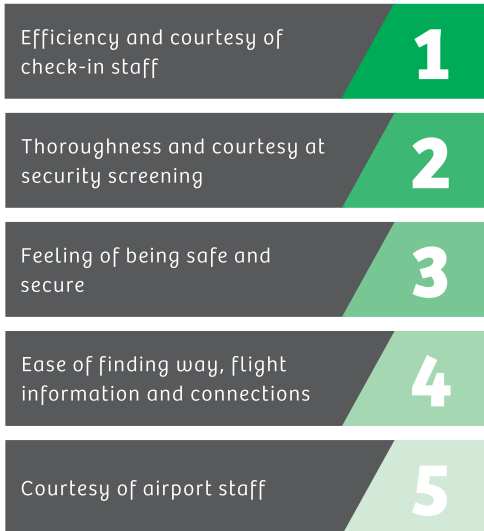 Efficiency and courtesy of
check-in staff
1
Thoroughness and courtesy at
security screening
2
Feeling of being safe and
secure
3
Ease of finding way, flight
information and connections
4
Courtesy of airport staff
5